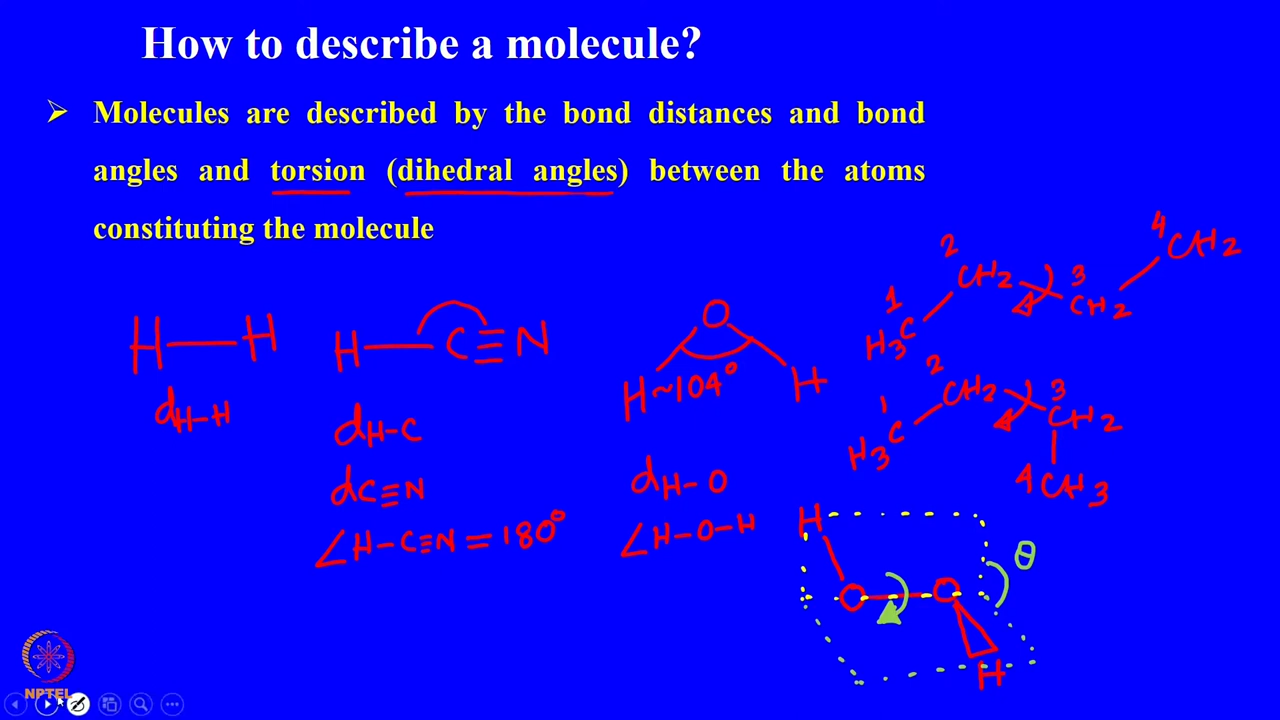 How to describe a molecule?
➢ Molecules are described by the bond distances and bond
angles and torsion (dihedral angles) between the atoms
constituting the molecule
H—H
dH-H
H—C≡N
dH-C
dC≡N
∠H-C≡N = 180°
O
H ~104° H
dH-O
∠H-O-H
1 2 3 4
H3C CH2 CH2 CH2
1 2 3
H3C CH2 CH2
4 CH3
H
O O θ
H
NPTEL